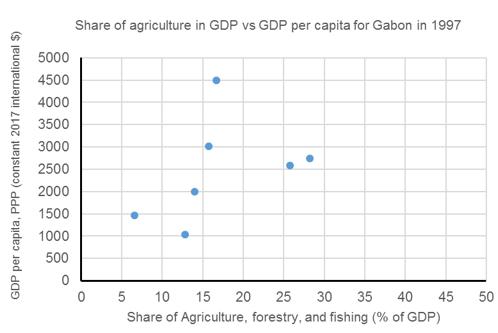 Share of agriculture in GDP vs GDP per capita for Gabon in 1997
GDP per capita, PPP (constant 2017 international $)
5000
4500
4000
3500
3000
2500
2000
1500
1000
500
0
0 5 10 15 20 25 30 35 40 45 50
Share of Agriculture, forestry, and fishing (% of GDP)